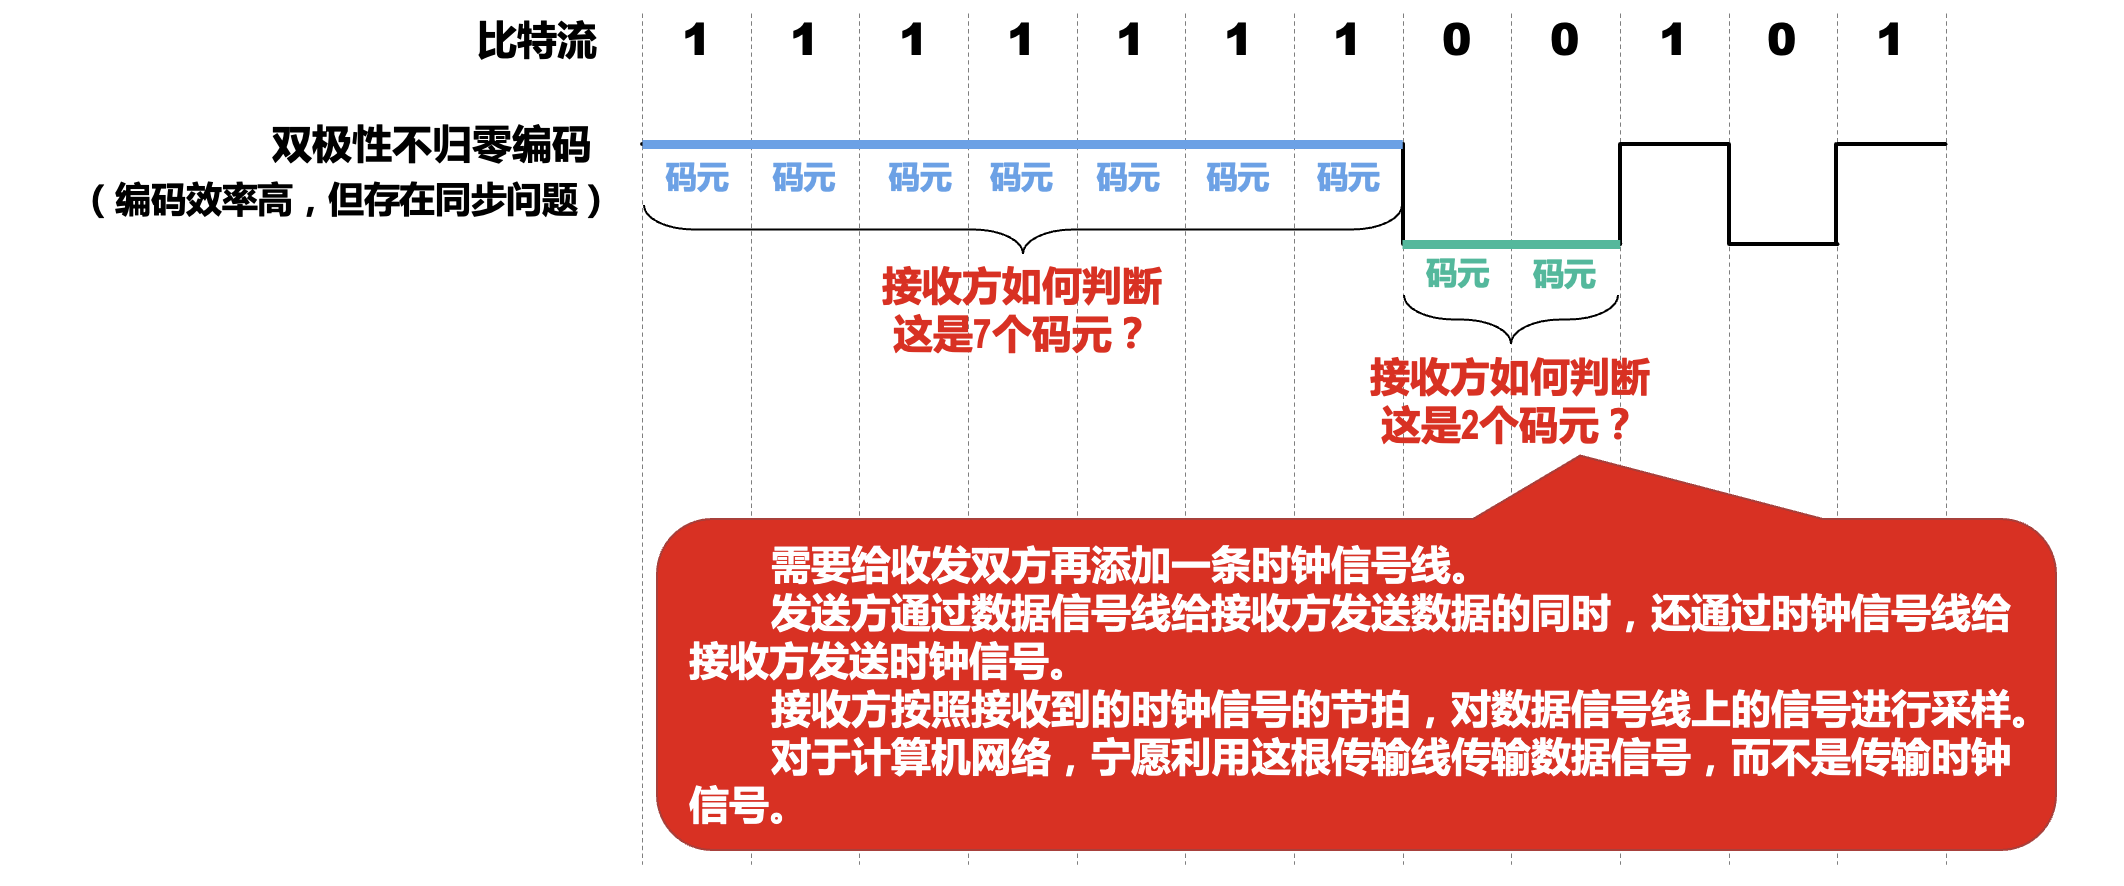 比特流 1 1 1 1 1 1 1 0 0 1 0 1
双极性不归零编码
（编码效率高，但存在同步问题）
码元 码元 码元 码元 码元 码元 码元
码元 码元
接收方如何判断
这是7个码元？
接收方如何判断
这是2个码元？
需要给收发双方再添加一条时钟信号线。
发送方通过数据信号线给接收方发送数据的同时，还通过时钟信号线给
接收方发送时钟信号。
接收方按照接收到的时钟信号的节拍，对数据信号线上的信号进行采样。
对于计算机网络，宁愿利用这根传输线传输数据信号，而不是传输时钟
信号。